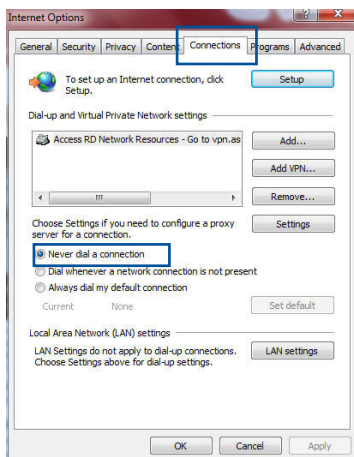 Internet Options
General Security Privacy Content Connections Programs Advanced
To set up an Internet connection, click
Setup.
Setup
Dial-up and Virtual Private Network settings
Access RD Network Resources - Go to vpn.as
Add...
Add VPN...
Remove...
Choose Settings if you need to configure a proxy
server for a connection.
Settings
Never dial a connection
Dial whenever a network connection is not present
Always dial my default connection
Current None
Set default
Local Area Network (LAN) settings
LAN Settings do not apply to dial-up connections.
Choose Settings above for dial-up settings.
LAN settings
OK Cancel Apply